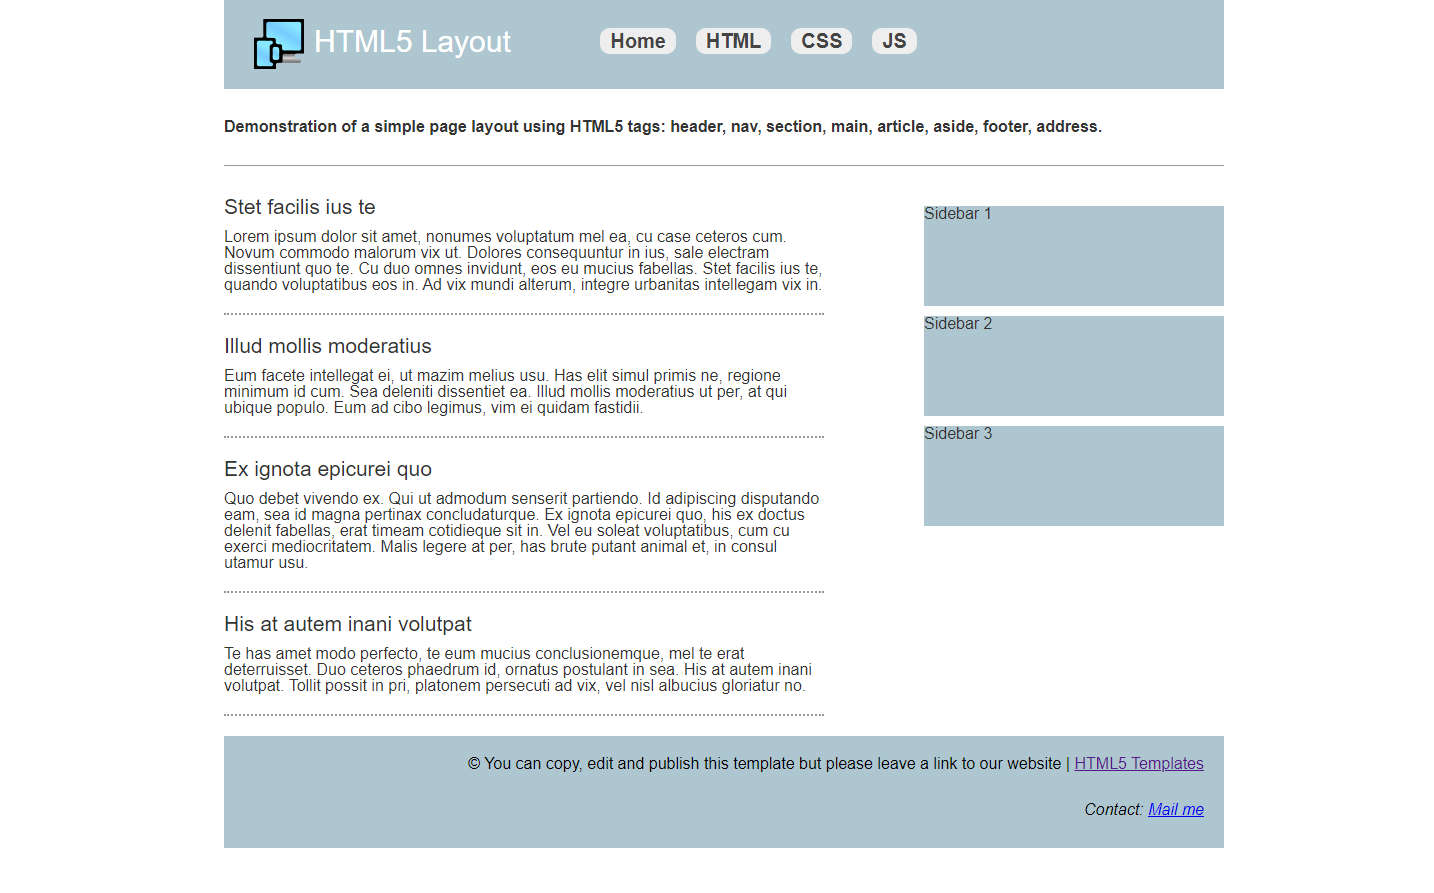 HTML5 Layout
Home
HTML
CSS
JS
Demonstration of a simple page layout using HTML5 tags: header, nav, section, main, article, aside, footer, address.
Stet facilis ius te
Lorem ipsum dolor sit amet, nonumes voluptatum mel ea, cu case ceteros cum.
Novum commodo malorum vix ut. Dolores consequuntur in ius, sale electram
dissentiunt quo te. Cu duo omnes invidunt, eos eu mucius fabellas. Stet facilis ius te,
quando voluptatibus eos in. Ad vix mundi alterum, integre urbanitas intellegam vix in.
Illud mollis moderatius
Eum facete intellegat ei, ut mazim melius usu. Has elit simul primis ne, regione
minimum id cum. Sea deleniti dissentiet ea. Illud mollis moderatius ut per, at qui
ubique populo. Eum ad cibo legimus, vim ei quidam fastidii.
Ex ignota epicurei quo
Quo debet vivendo ex. Qui ut admodum senserit partiendo. Id adipiscing disputando
eam, sea id magna pertinax concludaturque. Ex ignota epicurei quo, his ex doctus
delenit fabellas, erat timeam cotidieque sit in. Vel eu soleat voluptatibus, cum cu
exerci mediocritatem. Malis legere at per, has brute putant animal et, in consul
utamur usu.
His at autem inani volutpat
Te has amet modo perfecto, te eum mucius conclusionemque, mel te erat
deterruisset. Duo ceteros phaedrum id, ornatus postulant in sea. His at autem inani
volutpat. Tollit possit in pri, platonem persecuti ad vix, vel nisl albucius gloriatur no.
Sidebar 1
Sidebar 2
Sidebar 3
© You can copy, edit and publish this template but please leave a link to our website | HTML5 Templates
Contact: Mail me